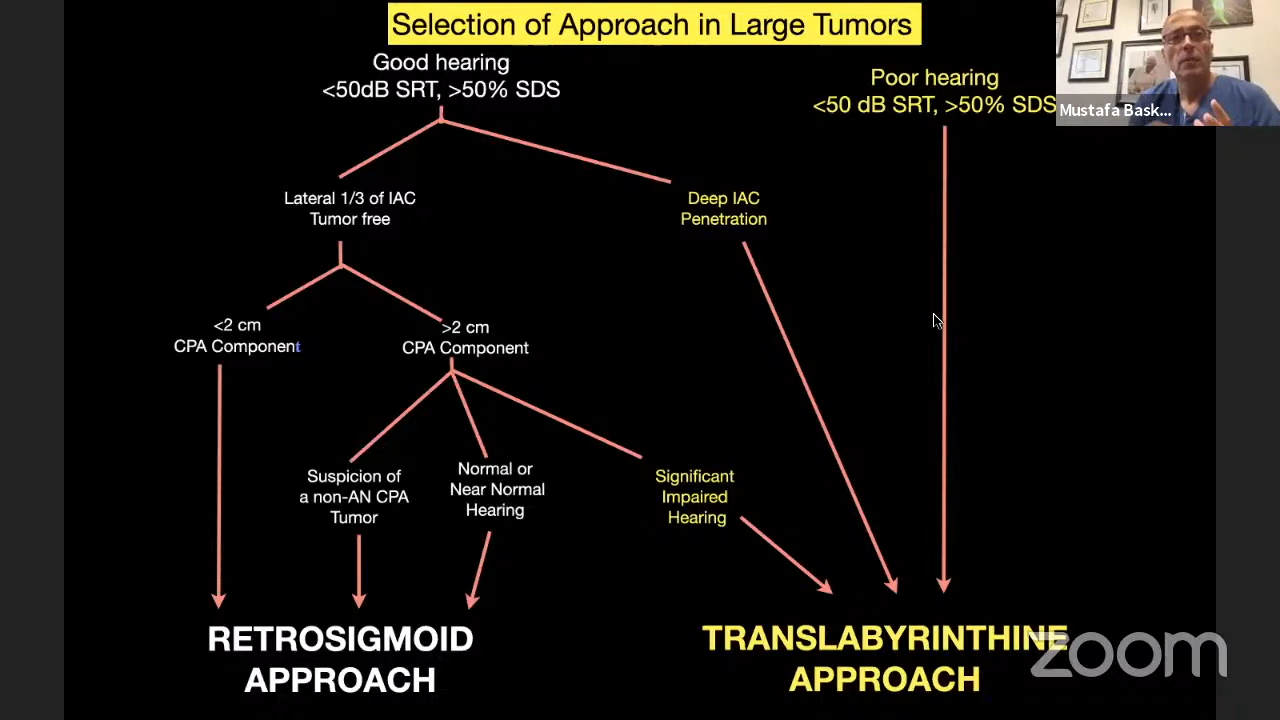 Selection of Approach in Large Tumors
Good hearing
<50dB SRT, >50% SDS
Poor hearing
<50 dB SRT, >50% SDS
Mustafa Bask...
Lateral 1/3 of IAC
Tumor free
Deep IAC
Penetration
<2 cm
CPA Component
>2 cm
CPA Component
Suspicion of
a non-AN CPA
Tumor
Normal or
Near Normal
Hearing
Significant
Impaired
Hearing
RETROSIGMOID
APPROACH
TRANSLABYRINTHINE
APPROACH
zoom